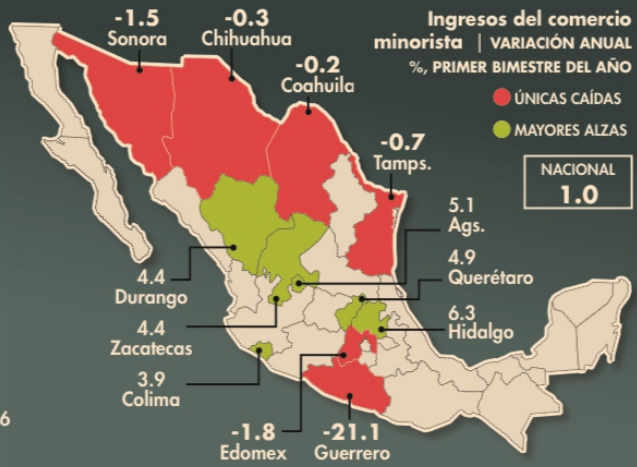 Ingresos del comercio
minorista | VARIACIÓN ANUAL
%, PRIMER BIMESTRE DEL AÑO
ÚNICAS CAÍDAS
MAYORES ALZAS
NACIONAL
1.0
-1.5
Sonora
-0.3
Chihuahua
-0.2
Coahuila
-0.7
Tamps.
5.1
Ags.
4.9
Querétaro
6.3
Hidalgo
4.4
Durango
4.4
Zacatecas
3.9
Colima
-1.8
Edomex
-21.1
Guerrero
6